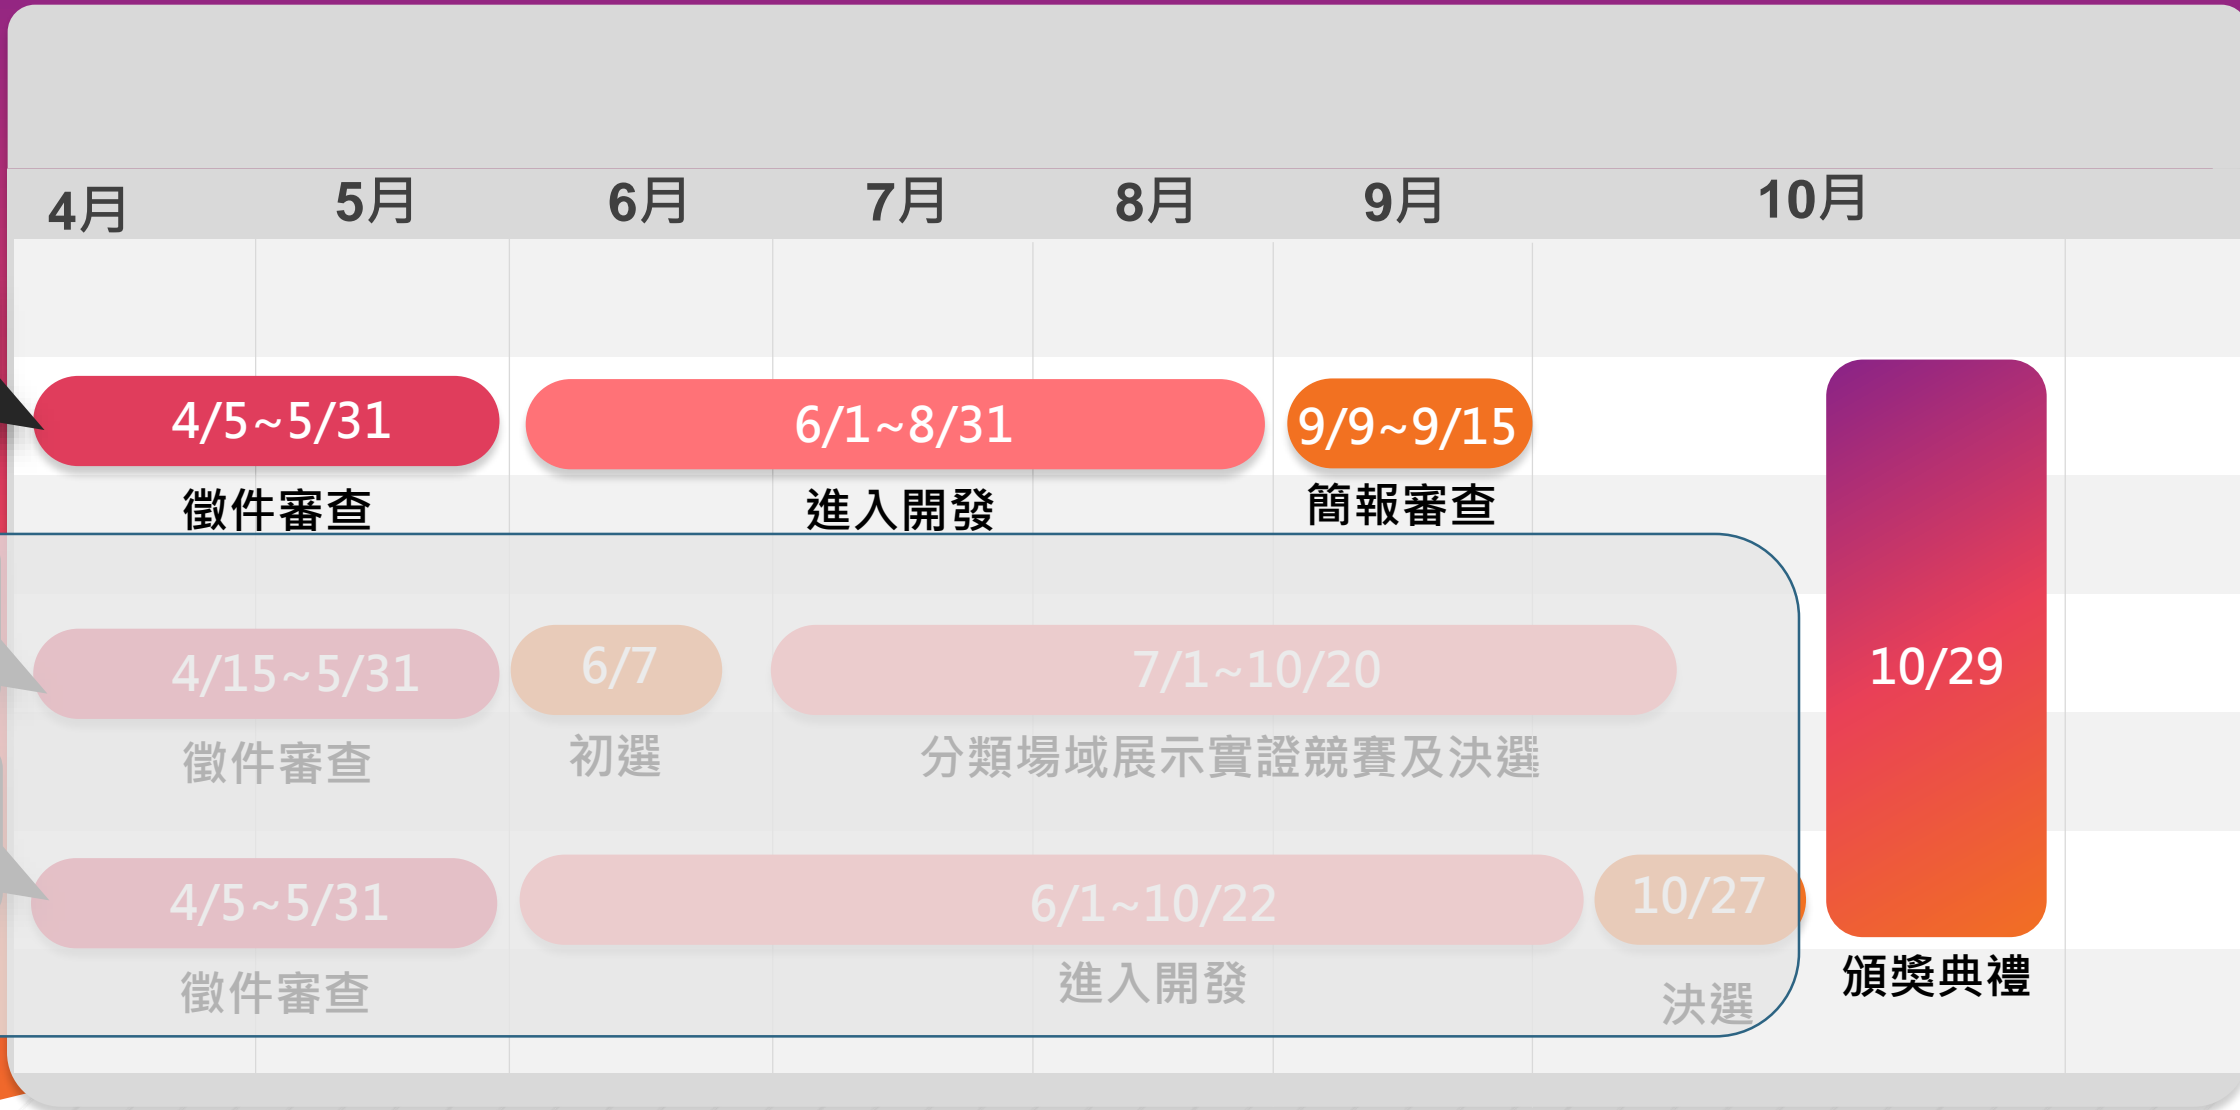 4月 5月 6月 7月 8月 9月 10月
4/5~5/31 6/1~8/31 9/9~9/15
徵件審查 進入開發 簡報審查
4/15~5/31 6/7 7/1~10/20 10/29
徵件審查 初選 分類場域展示實證競賽及決選
4/5~5/31 6/1~10/22 10/27
徵件審查 進入開發 決選 頒獎典禮